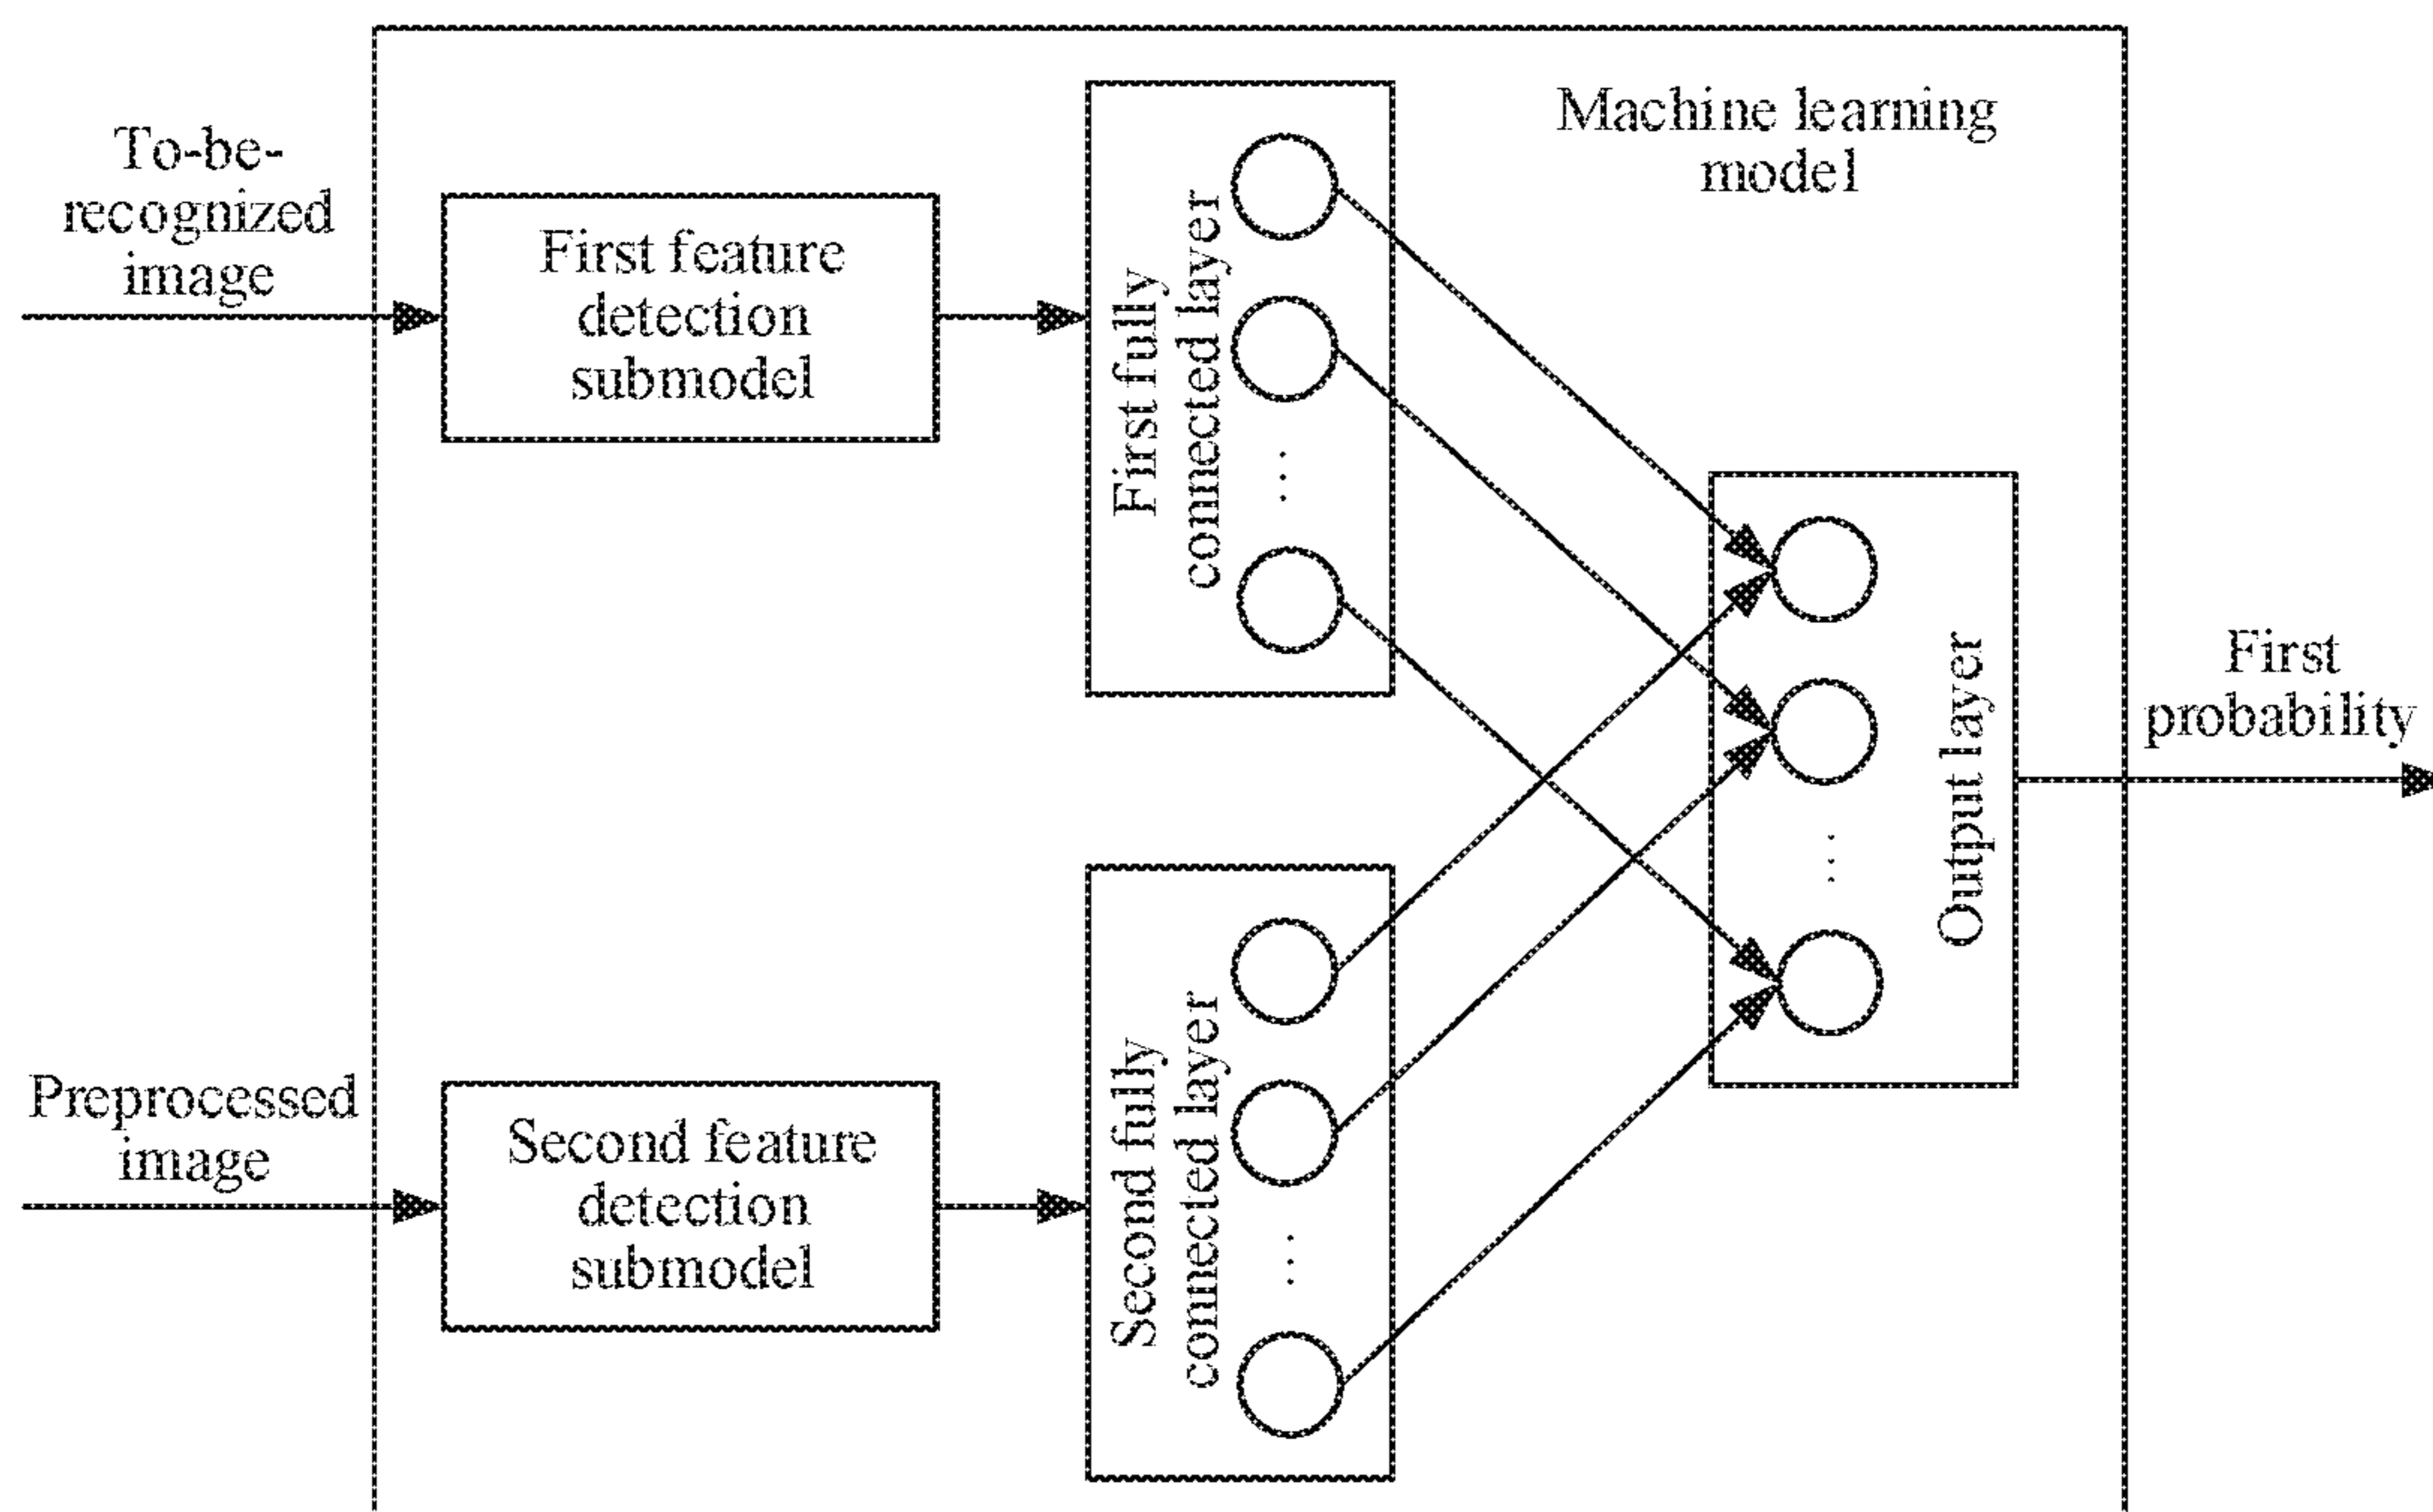 Machine learning
model
To-be-
recognized
image
First feature
detection
submodel
First fully
connected layer
Output layer
First
probability
Preprocessed
image
Second feature
detection
submodel
Second fully
connected layer